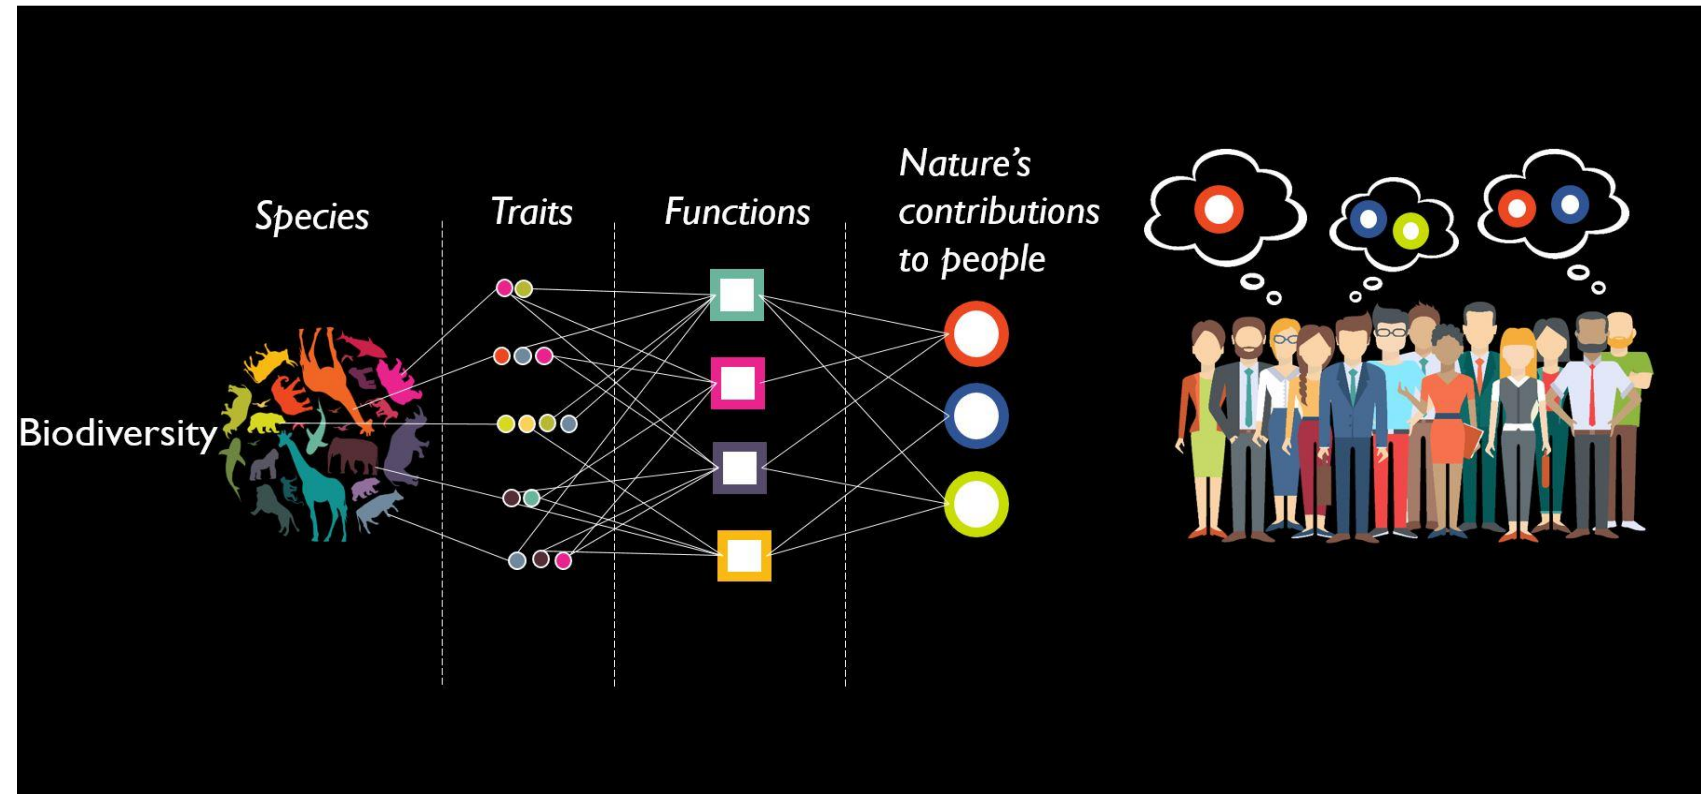 Biodiversity
Species
Traits
Functions
Nature’s
contributions
to people